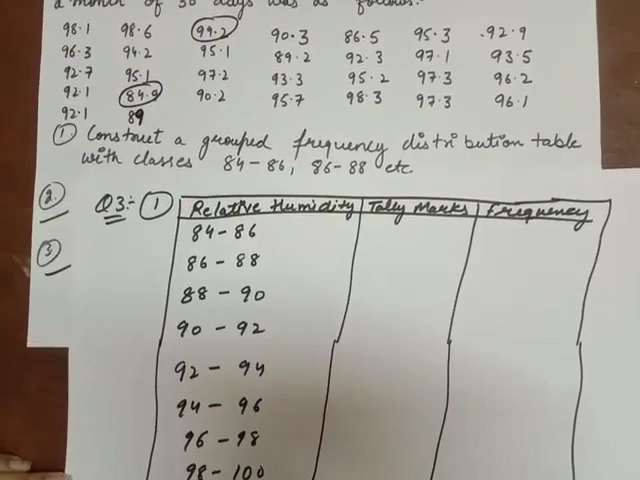 a month of 30 days was as follows:-
98.1 98.6 99.2 90.3 86.5 95.3 92.9
96.3 94.2 95.1 89.2 92.3 97.1 93.5
92.7 95.1 97.2 93.3 95.2 97.3 96.2
92.1 84.9 90.2 95.7 98.3 97.3 96.1
92.1 89
① Construct a grouped frequency distribution table
with classes 84-86, 86-88 etc.
②
③
Q3:- ① Relative Humidity Tally Marks Frequency
84-86
86-88
88-90
90-92
92-94
94-96
96-98
98-100